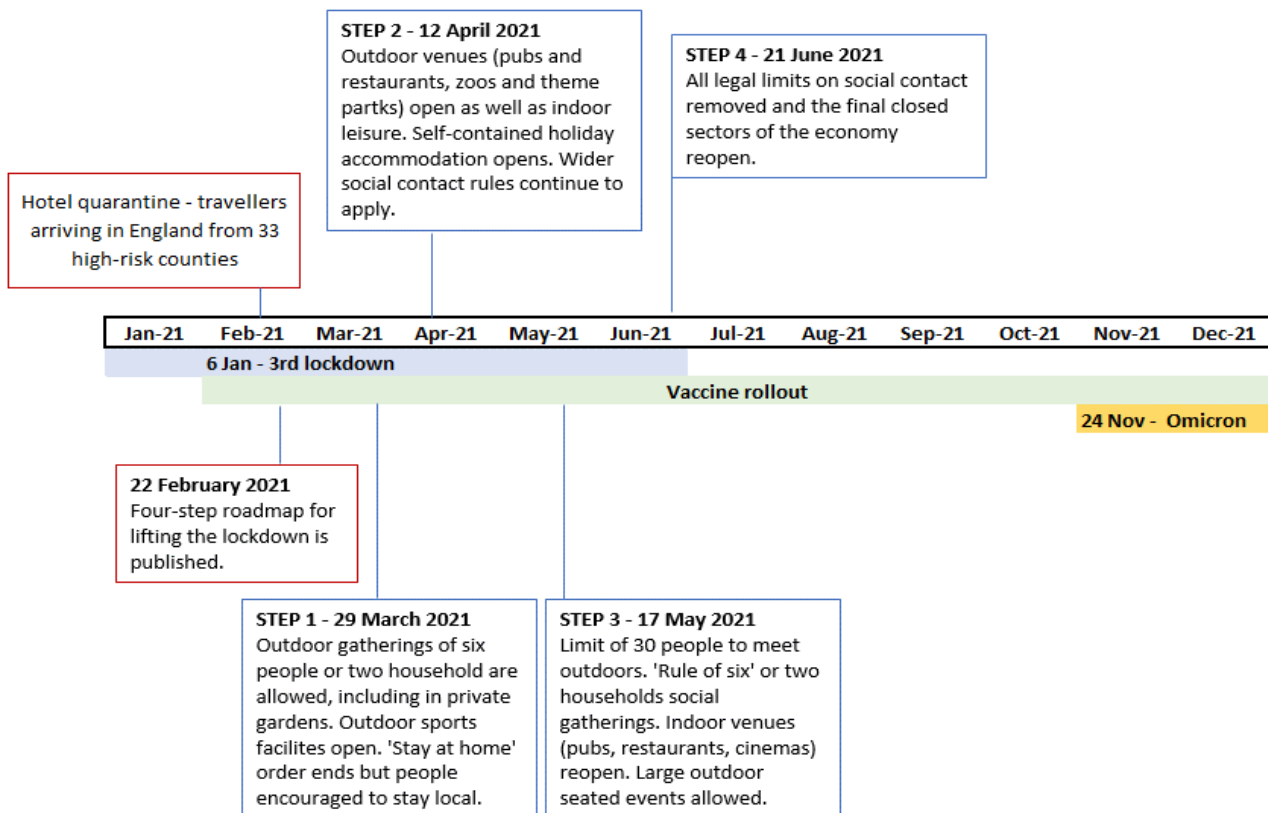 STEP 2 - 12 April 2021
Outdoor venues (pubs and
restaurants, zoos and theme
partks) open as well as indoor
leisure. Self-contained holiday
accommodation opens. Wider
social contact rules continue to
apply.
STEP 4 - 21 June 2021
All legal limits on social contact
removed and the final closed
sectors of the economy
reopen.
Hotel quarantine - travellers
arriving in England from 33
high-risk counties
Jan-21 Feb-21 Mar-21 Apr-21 May-21 Jun-21 Jul-21 Aug-21 Sep-21 Oct-21 Nov-21 Dec-21
6 Jan - 3rd lockdown
Vaccine rollout
24 Nov - Omicron
22 February 2021
Four-step roadmap for
lifting the lockdown is
published.
STEP 1 - 29 March 2021
Outdoor gatherings of six
people or two household are
allowed, including in private
gardens. Outdoor sports
facilites open. 'Stay at home'
order ends but people
encouraged to stay local.
STEP 3 - 17 May 2021
Limit of 30 people to meet
outdoors. 'Rule of six' or two
households social
gatherings. Indoor venues
(pubs, restaurants, cinemas)
reopen. Large outdoor
seated events allowed.